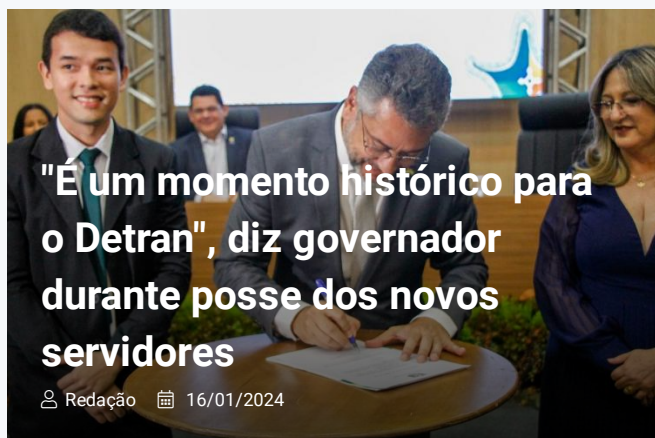 "É um momento histórico para
o Detran", diz governador
durante posse dos novos
servidores
Redação 16/01/2024